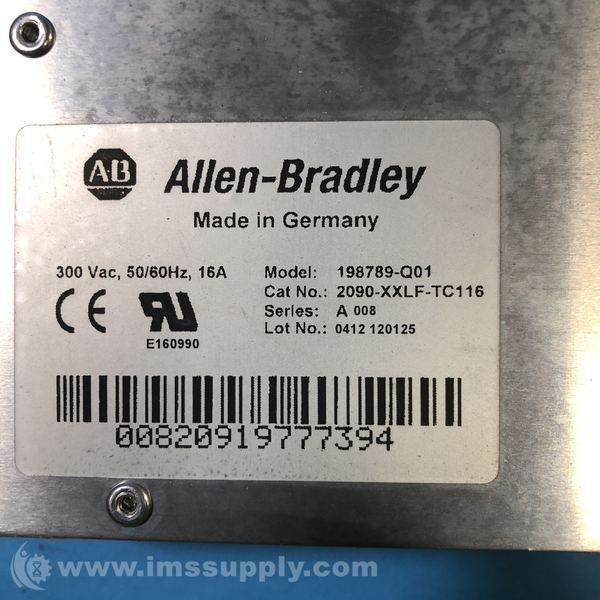 AB Allen-Bradley
Made in Germany
300 Vac, 50/60Hz, 16A
Model: 198789-Q01
Cat No.: 2090-XXLF-TC116
Series: A 008
Lot No.: 0412 120125
CE RU
E160990
00820919777394
www.imssupply.com